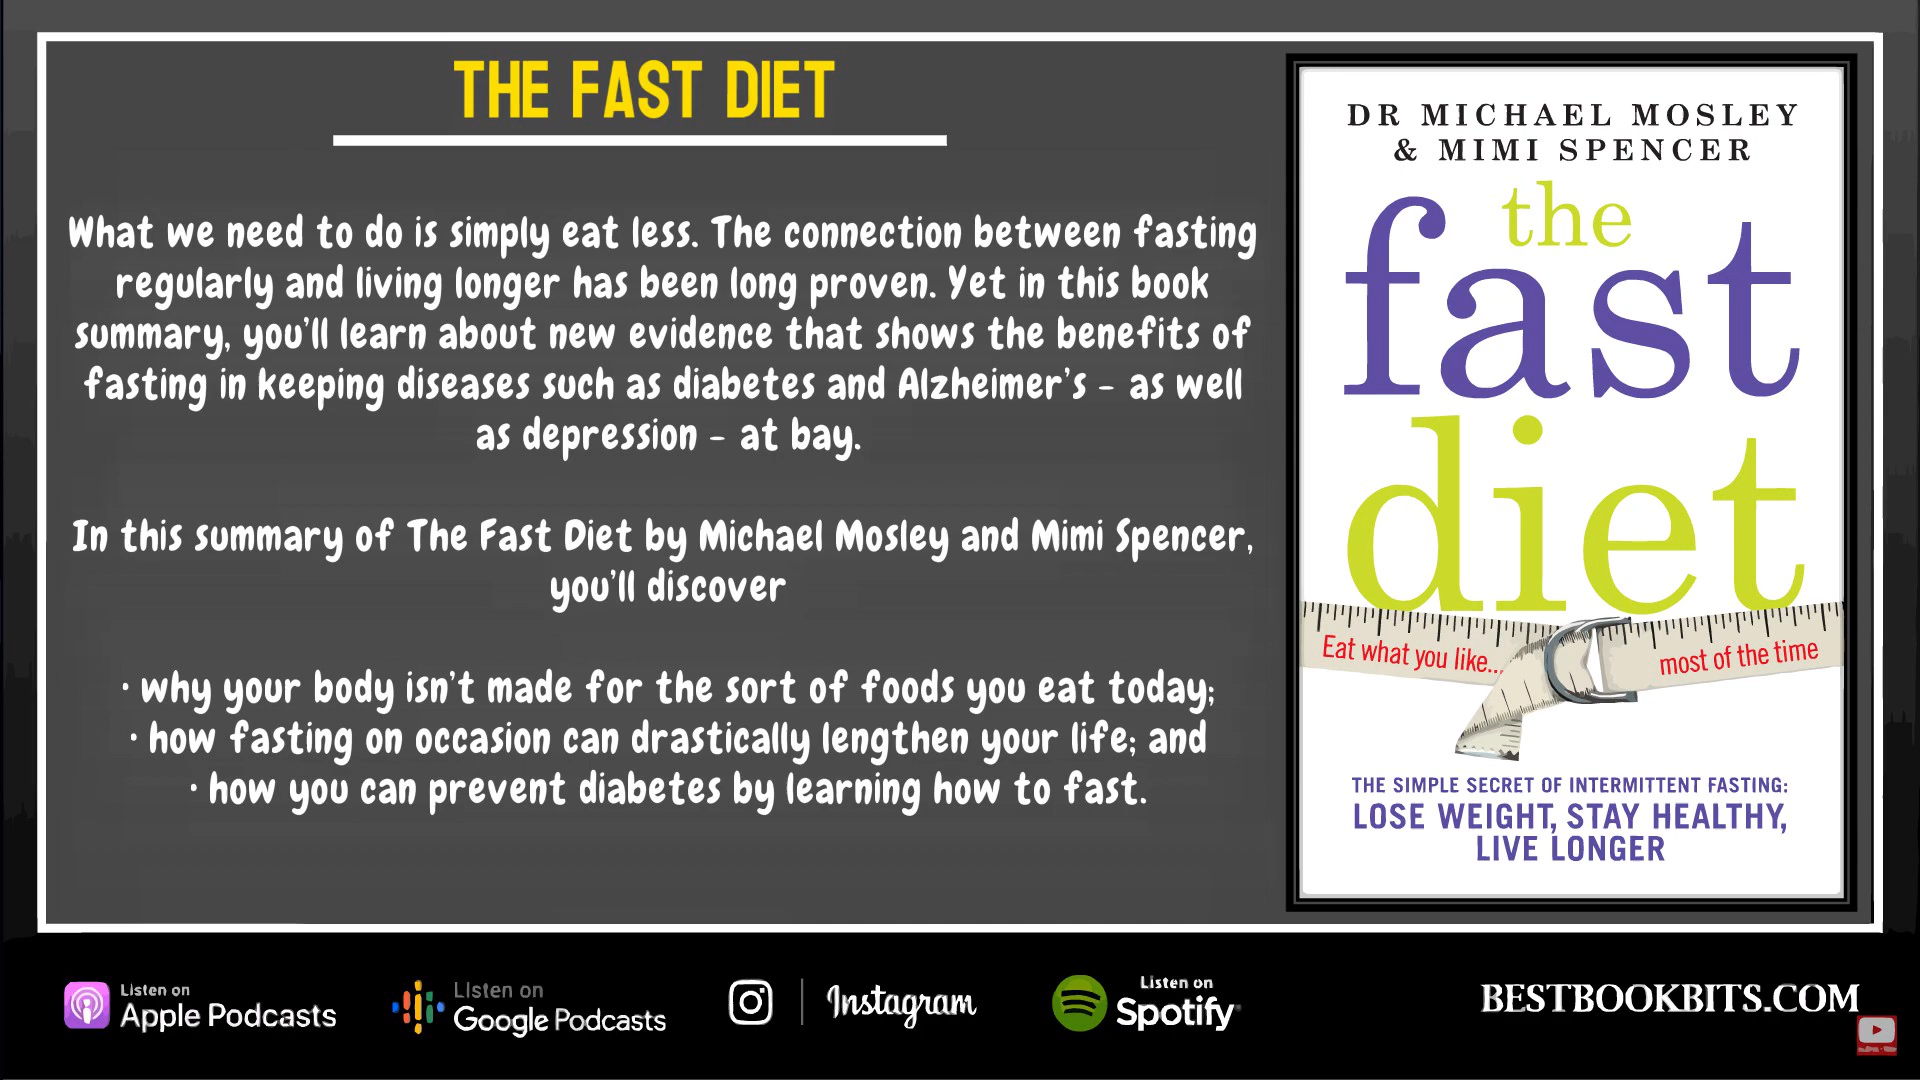 THE FAST DIET
What we need to do is simply eat less. The connection between fasting
regularly and living longer has been long proven. Yet in this book
summary, you'll learn about new evidence that shows the benefits of
fasting in keeping diseases such as diabetes and Alzheimer's – as well
as depression – at bay.
In this summary of The Fast Diet by Michael Mosley and Mimi Spencer,
you'll discover
· why your body isn't made for the sort of foods you eat today;
· how fasting on occasion can drastically lengthen your life; and
· how you can prevent diabetes by learning how to fast.
DR MICHAEL MOSLEY
& MIMI SPENCER
the
fast
diet
Eat what you like...
most of the time
THE SIMPLE SECRET OF INTERMITTENT FASTING:
LOSE WEIGHT, STAY HEALTHY,
LIVE LONGER
Listen on
Apple Podcasts
Listen on
Google Podcasts
Instagram
Listen on
Spotify
BESTBOOKBITS.COM